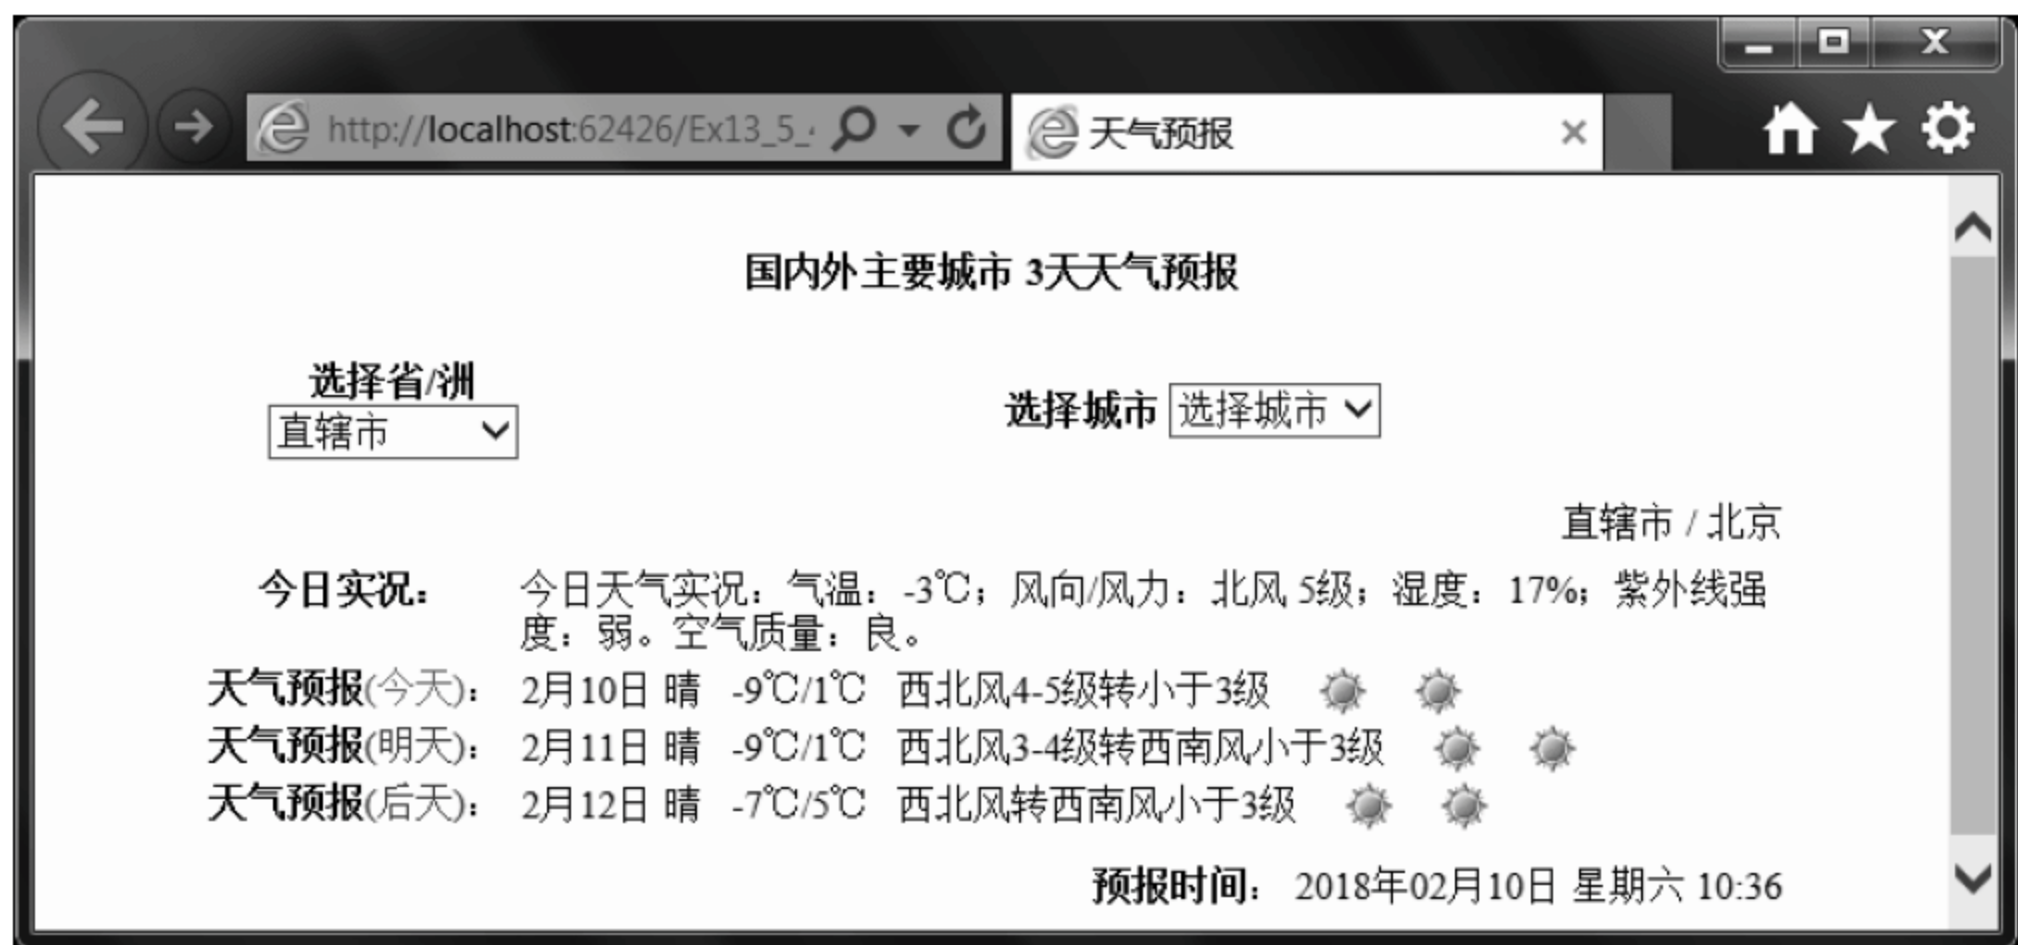 http://localhost:62426/Ex13_5_
天气预报
国内外主要城市 3天天气预报
选择省/洲
直辖市
选择城市 选择城市
直辖市 / 北京
今日实况： 今日天气实况：气温：-3℃；风向/风力：北风 5级；湿度：17%；紫外线强
度：弱。空气质量：良。
天气预报(今天)： 2月10日 晴 -9℃/1℃ 西北风4-5级转小于3级
天气预报(明天)： 2月11日 晴 -9℃/1℃ 西北风3-4级转西南风小于3级
天气预报(后天)： 2月12日 晴 -7℃/5℃ 西北风转西南风小于3级
预报时间： 2018年02月10日 星期六 10:36